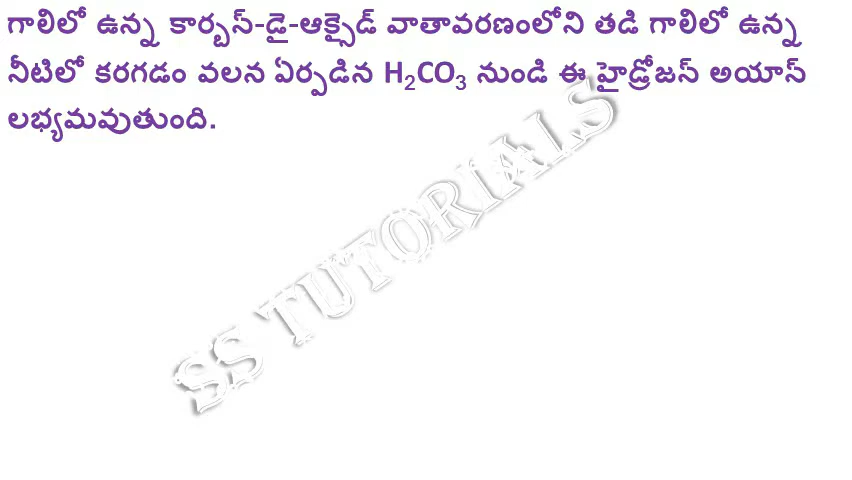 గాలిలో ఉన్న కార్బన్-డై-ఆక్సైడ్ వాతావరణంలోని తడి గాలిలో ఉన్న
నీటిలో కరగడం వలన ఏర్పడిన H₂CO₃ నుండి ఈ హైడ్రోజన్ అయాన్
లభ్యమవుతుంది.
SS TUTORIALS